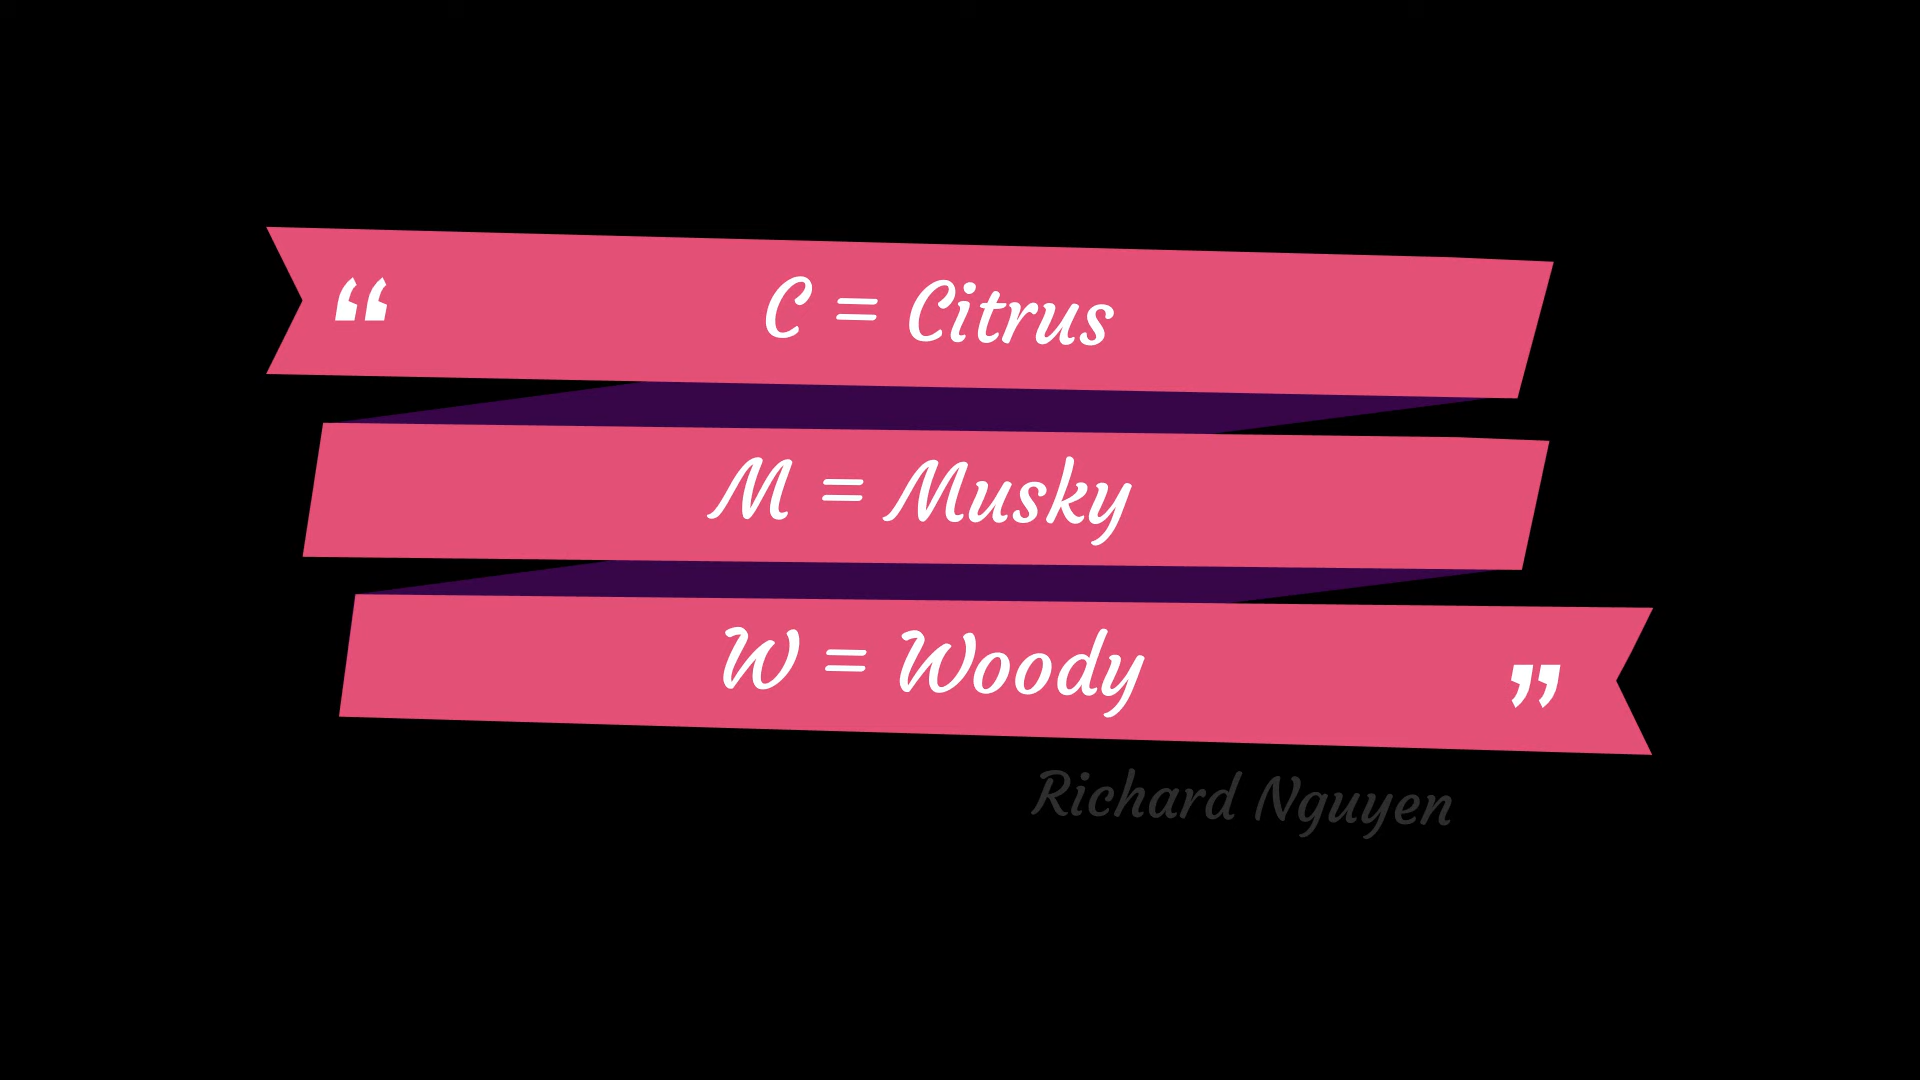 “ C = Citrus
M = Musky
W = Woody ”
Richard Nguyen